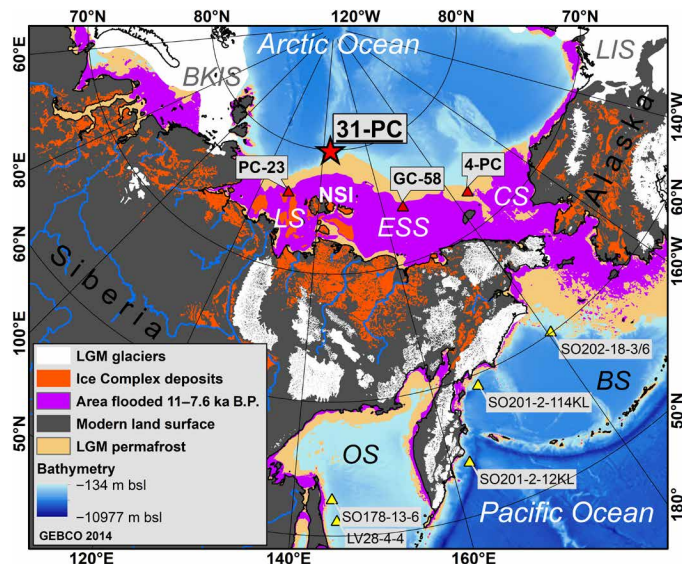 70°N
80°N
120°W
80°N
70°N
60°E
Arctic Ocean
LIS
BKIS
140°W
31-PC
Alaska
PC-23
4-PC
80°E
GC-58
NSI
CS
LS
ESS
60°N
160°W
Siberia
60°N
100°E
SO202-18-3/6
LGM glaciers
Ice Complex deposits
BS
Area flooded 11–7.6 ka B.P.
SO201-2-114KL
Modern land surface
50°N
50°N
LGM permafrost
OS
Bathymetry
SO201-2-12KL
−134 m bsl
180°
SO178-13-6
Pacific Ocean
−10977 m bsl
LV28-4-4
GEBCO 2014
120°E
140°E
160°E